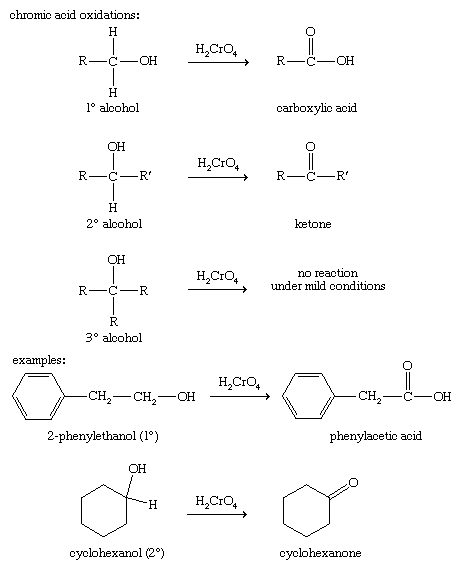 chromic acid oxidations:
H
R—C—OH
H
H₂CrO₄
O
R—C—OH
1° alcohol
carboxylic acid
OH
R—C—R′
H
H₂CrO₄
O
R—C—R′
2° alcohol
ketone
OH
R—C—R
R
H₂CrO₄
no reaction
under mild conditions
3° alcohol
examples:
CH₂—CH₂—OH
H₂CrO₄
O
CH₂—C—OH
2-phenylethanol (1°)
phenylacetic acid
OH
H
H₂CrO₄
O
cyclohexanol (2°)
cyclohexanone